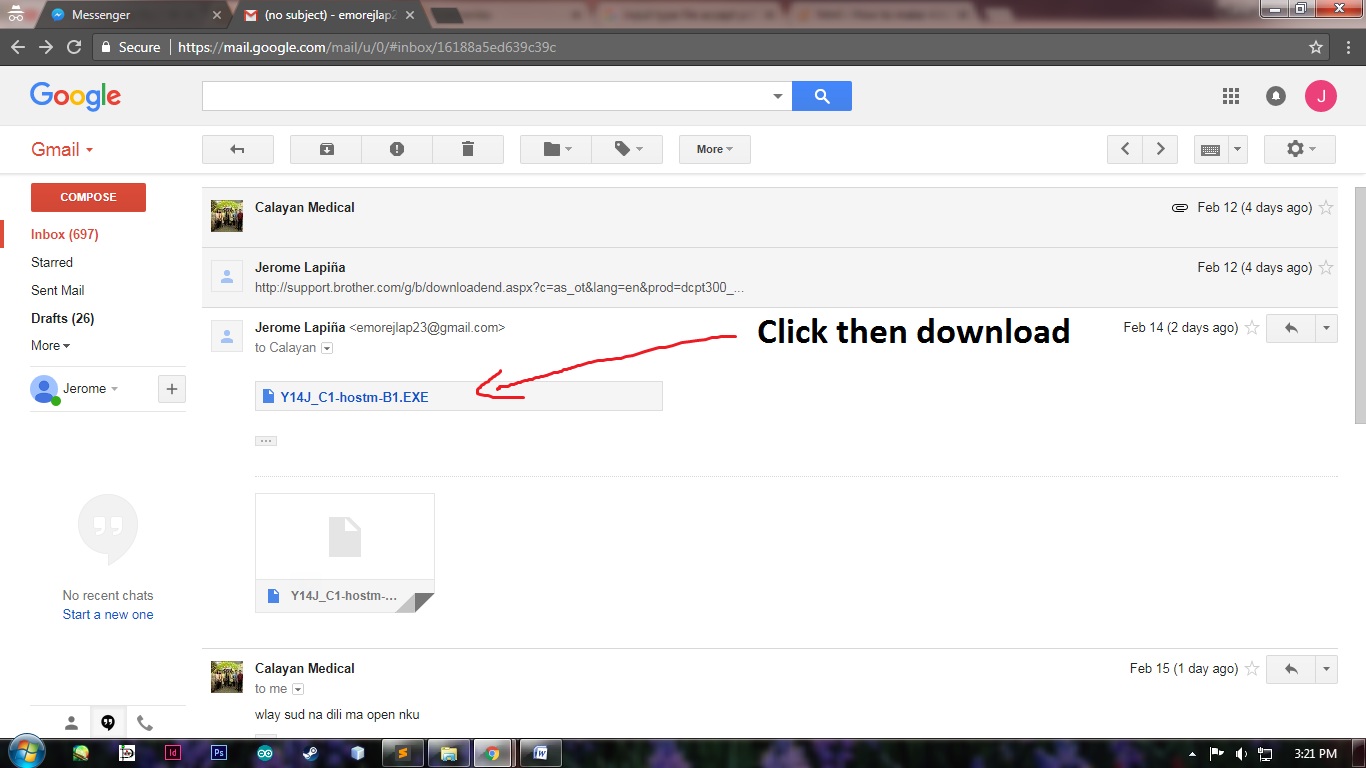 Messenger
(no subject) - emorejlap2
Secure
https://mail.google.com/mail/u/0/#inbox/16188a5ed639c39c
Google
J
Gmail
More
COMPOSE
Inbox (697)
Starred
Sent Mail
Drafts (26)
More
Jerome
No recent chats
Start a new one
Calayan Medical
Feb 12 (4 days ago)
Jerome Lapiña
Feb 12 (4 days ago)
http://support.brother.com/g/b/downloadend.aspx?c=as_ot&lang=en&prod=dcpt300_...
Jerome Lapiña <emorejlap23@gmail.com>
Feb 14 (2 days ago)
to Calayan
Click then download
Y14J_C1-hostm-B1.EXE
Y14J_C1-hostm-...
Calayan Medical
Feb 15 (1 day ago)
to me
wlay sud na dili ma open nku
Id
Ps
W
3:21 PM